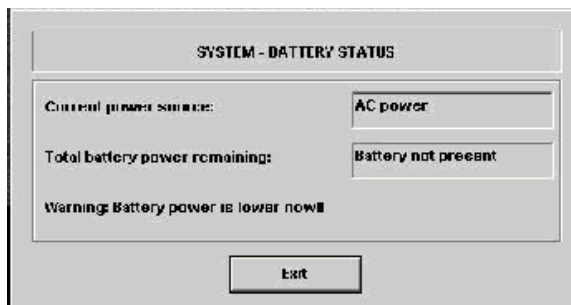 SYSTEM - BATTERY STATUS
Current power source: AC power
Total battery power remaining: Battery not present
Warning: Battery power is lower now!!
Exit